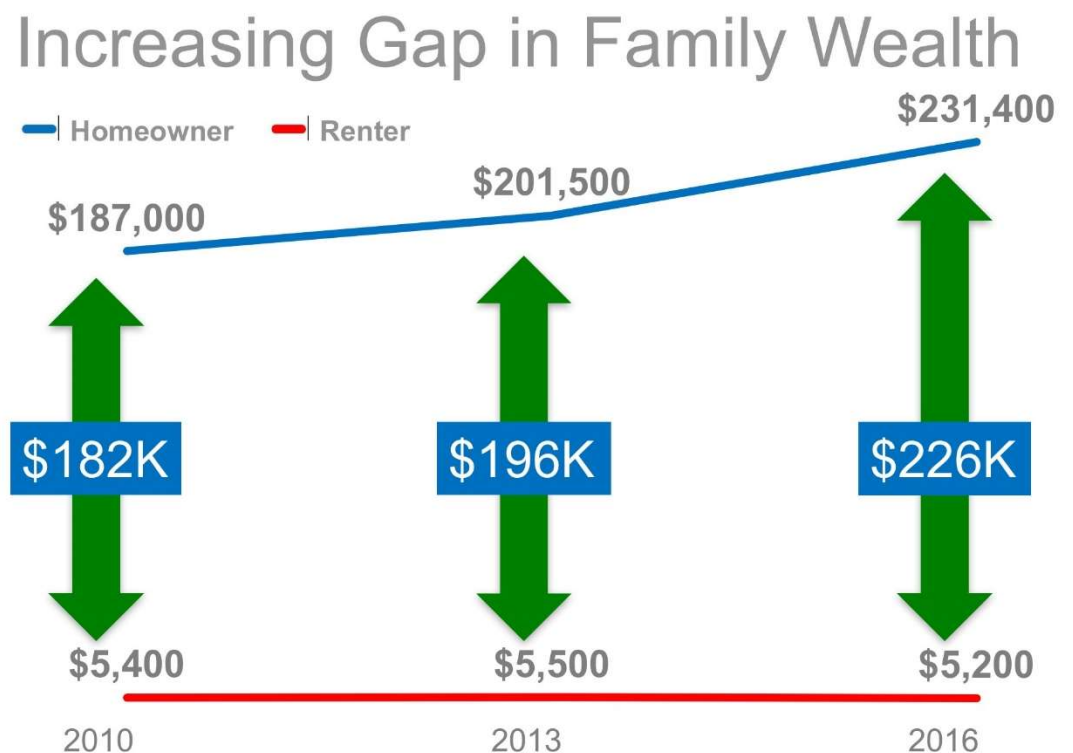 Increasing Gap in Family Wealth
Homeowner Renter
$231,400
$201,500
$187,000
$182K $196K $226K
$5,400 $5,500 $5,200
2010 2013 2016